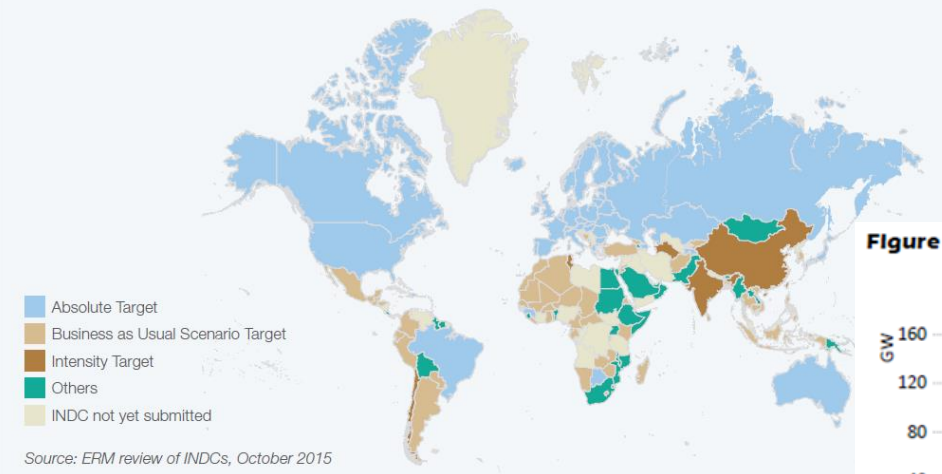 Absolute Target
Business as Usual Scenario Target
Intensity Target
Others
INDC not yet submitted
Source: ERM review of INDCs, October 2015
Figure
GW
160
120
80